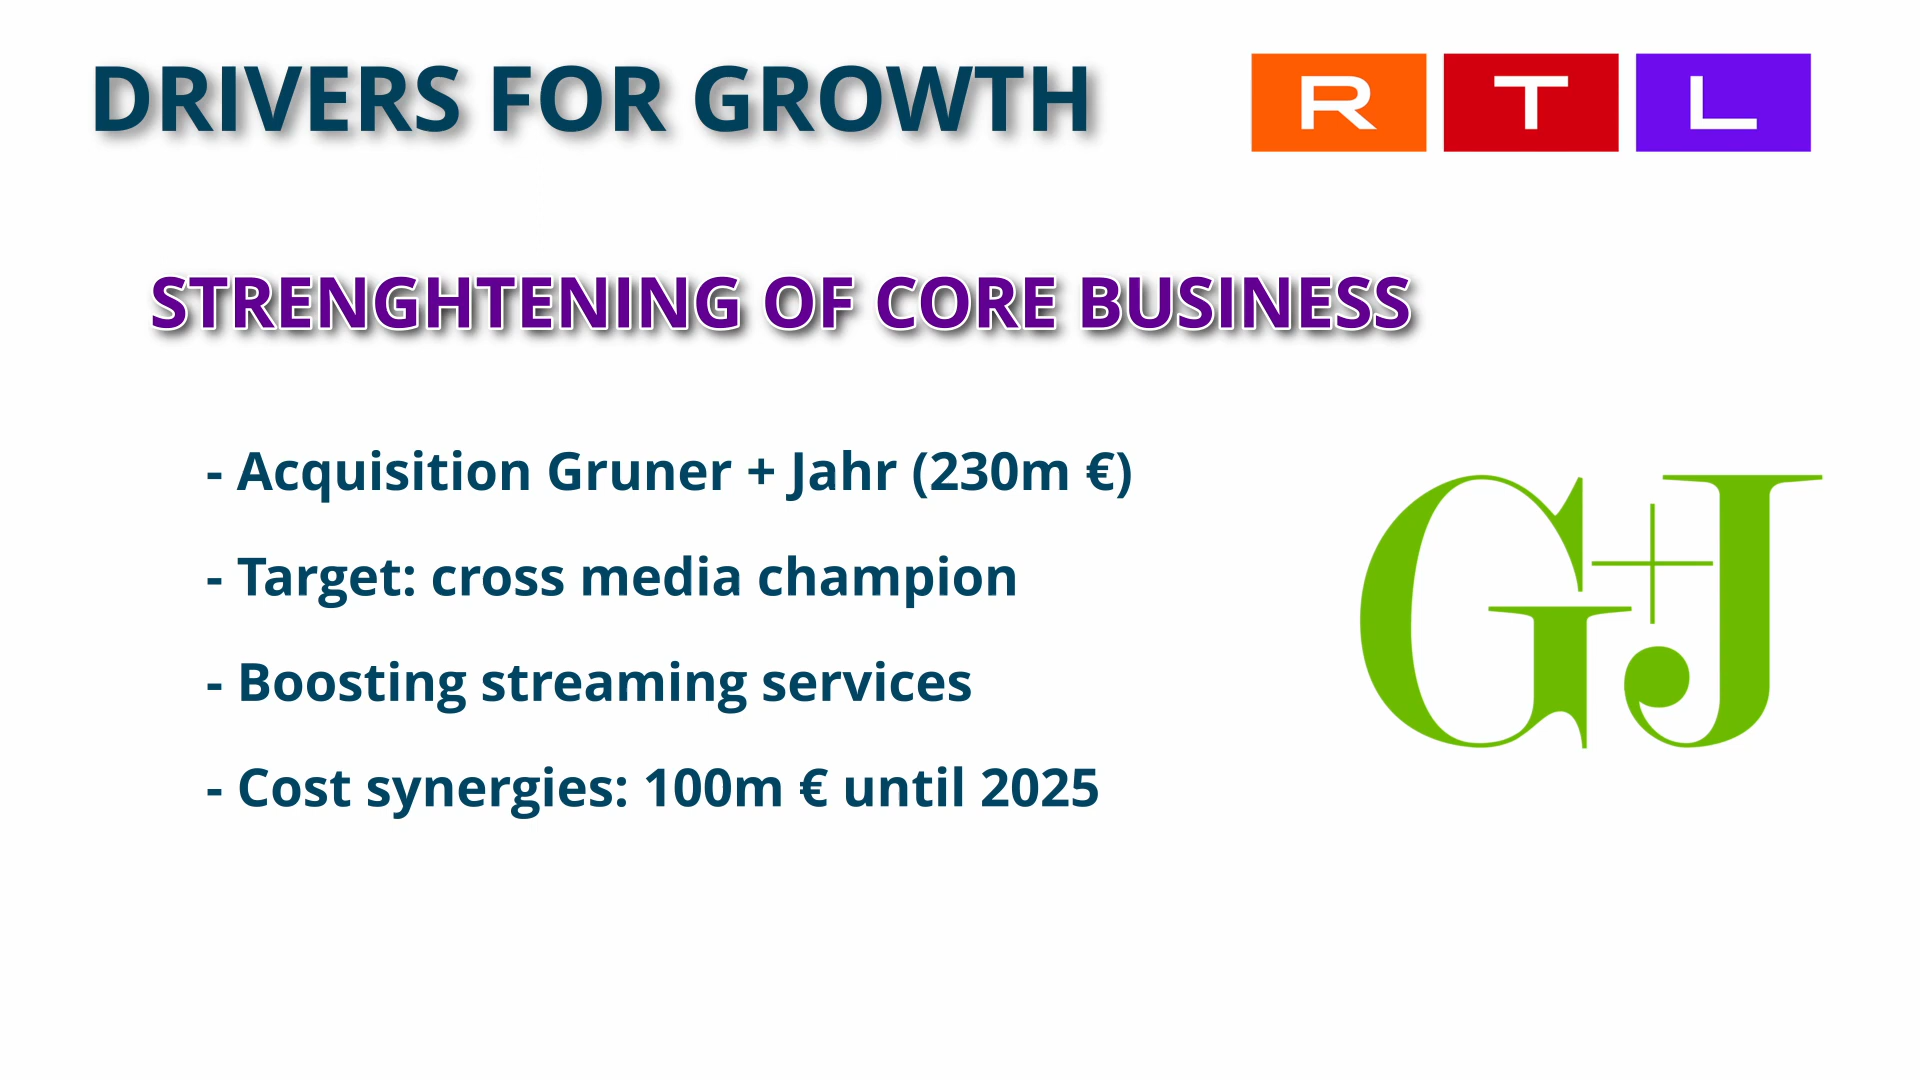 DRIVERS FOR GROWTH
RTL
STRENGHTENING OF CORE BUSINESS
- Acquisition Gruner + Jahr (230m €)
- Target: cross media champion
- Boosting streaming services
- Cost synergies: 100m € until 2025
G+J